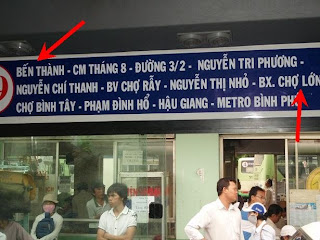 BẾN THÀNH - CM THÁNG 8 - ĐƯỜNG 3/2 - NGUYỄN TRI PHƯƠNG -
NGUYỄN CHÍ THANH - BV CHỢ RẪY - NGUYỄN THỊ NHỎ - BX. CHỢ LỚN
CHỢ BÌNH TÂY - PHẠM ĐÌNH HỔ - HẬU GIANG - METRO BÌNH